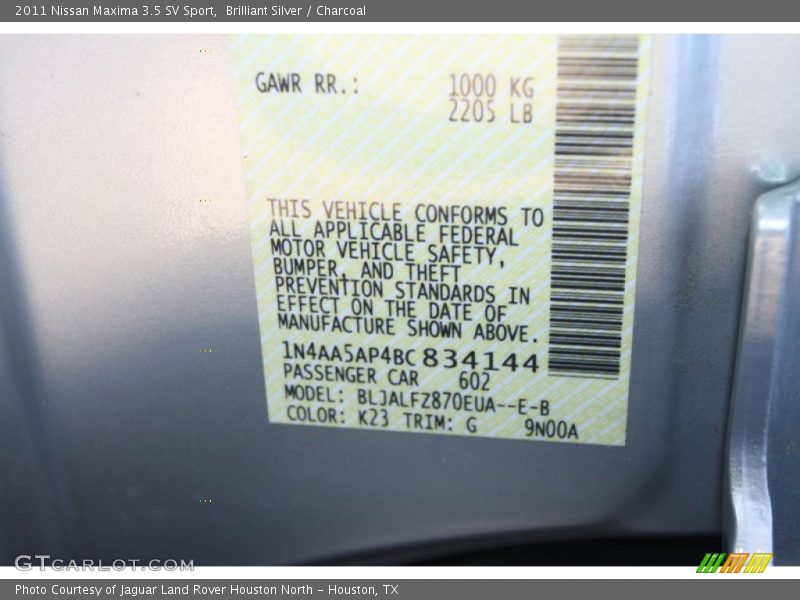 2011 Nissan Maxima 3.5 SV Sport,  Brilliant Silver / Charcoal
GAWR RR.: 1000 KG
2205 LB
THIS VEHICLE CONFORMS TO
ALL APPLICABLE FEDERAL
MOTOR VEHICLE SAFETY,
BUMPER, AND THEFT
PREVENTION STANDARDS IN
EFFECT ON THE DATE OF
MANUFACTURE SHOWN ABOVE.
1N4AA5AP4BC834144
PASSENGER CAR 602
MODEL: BLJALFZ870EUA--E-B
COLOR: K23 TRIM: G 9N00A
GTCARLOT.COM
Photo Courtesy of Jaguar Land Rover Houston North - Houston, TX